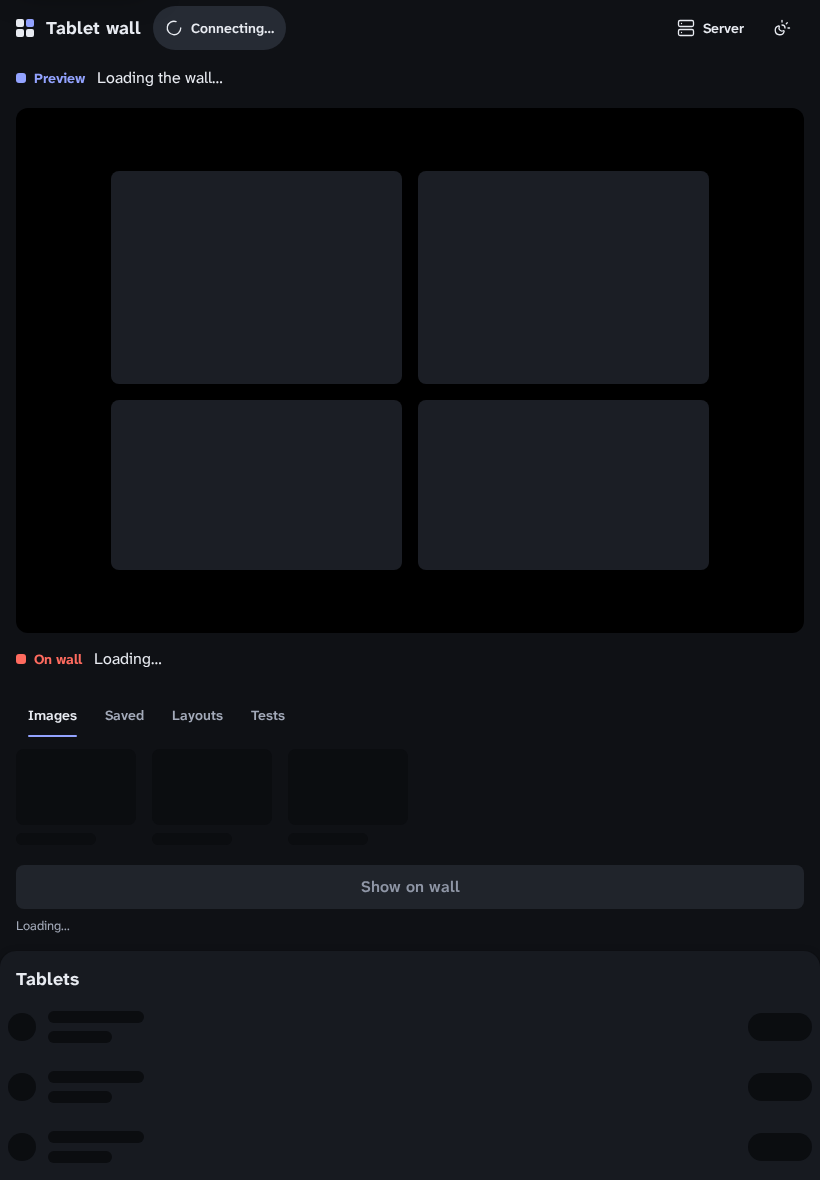 Tablet wall
Connecting...
Server
Preview Loading the wall...
On wall Loading...
Images Saved Layouts Tests
Show on wall
Loading...
Tablets